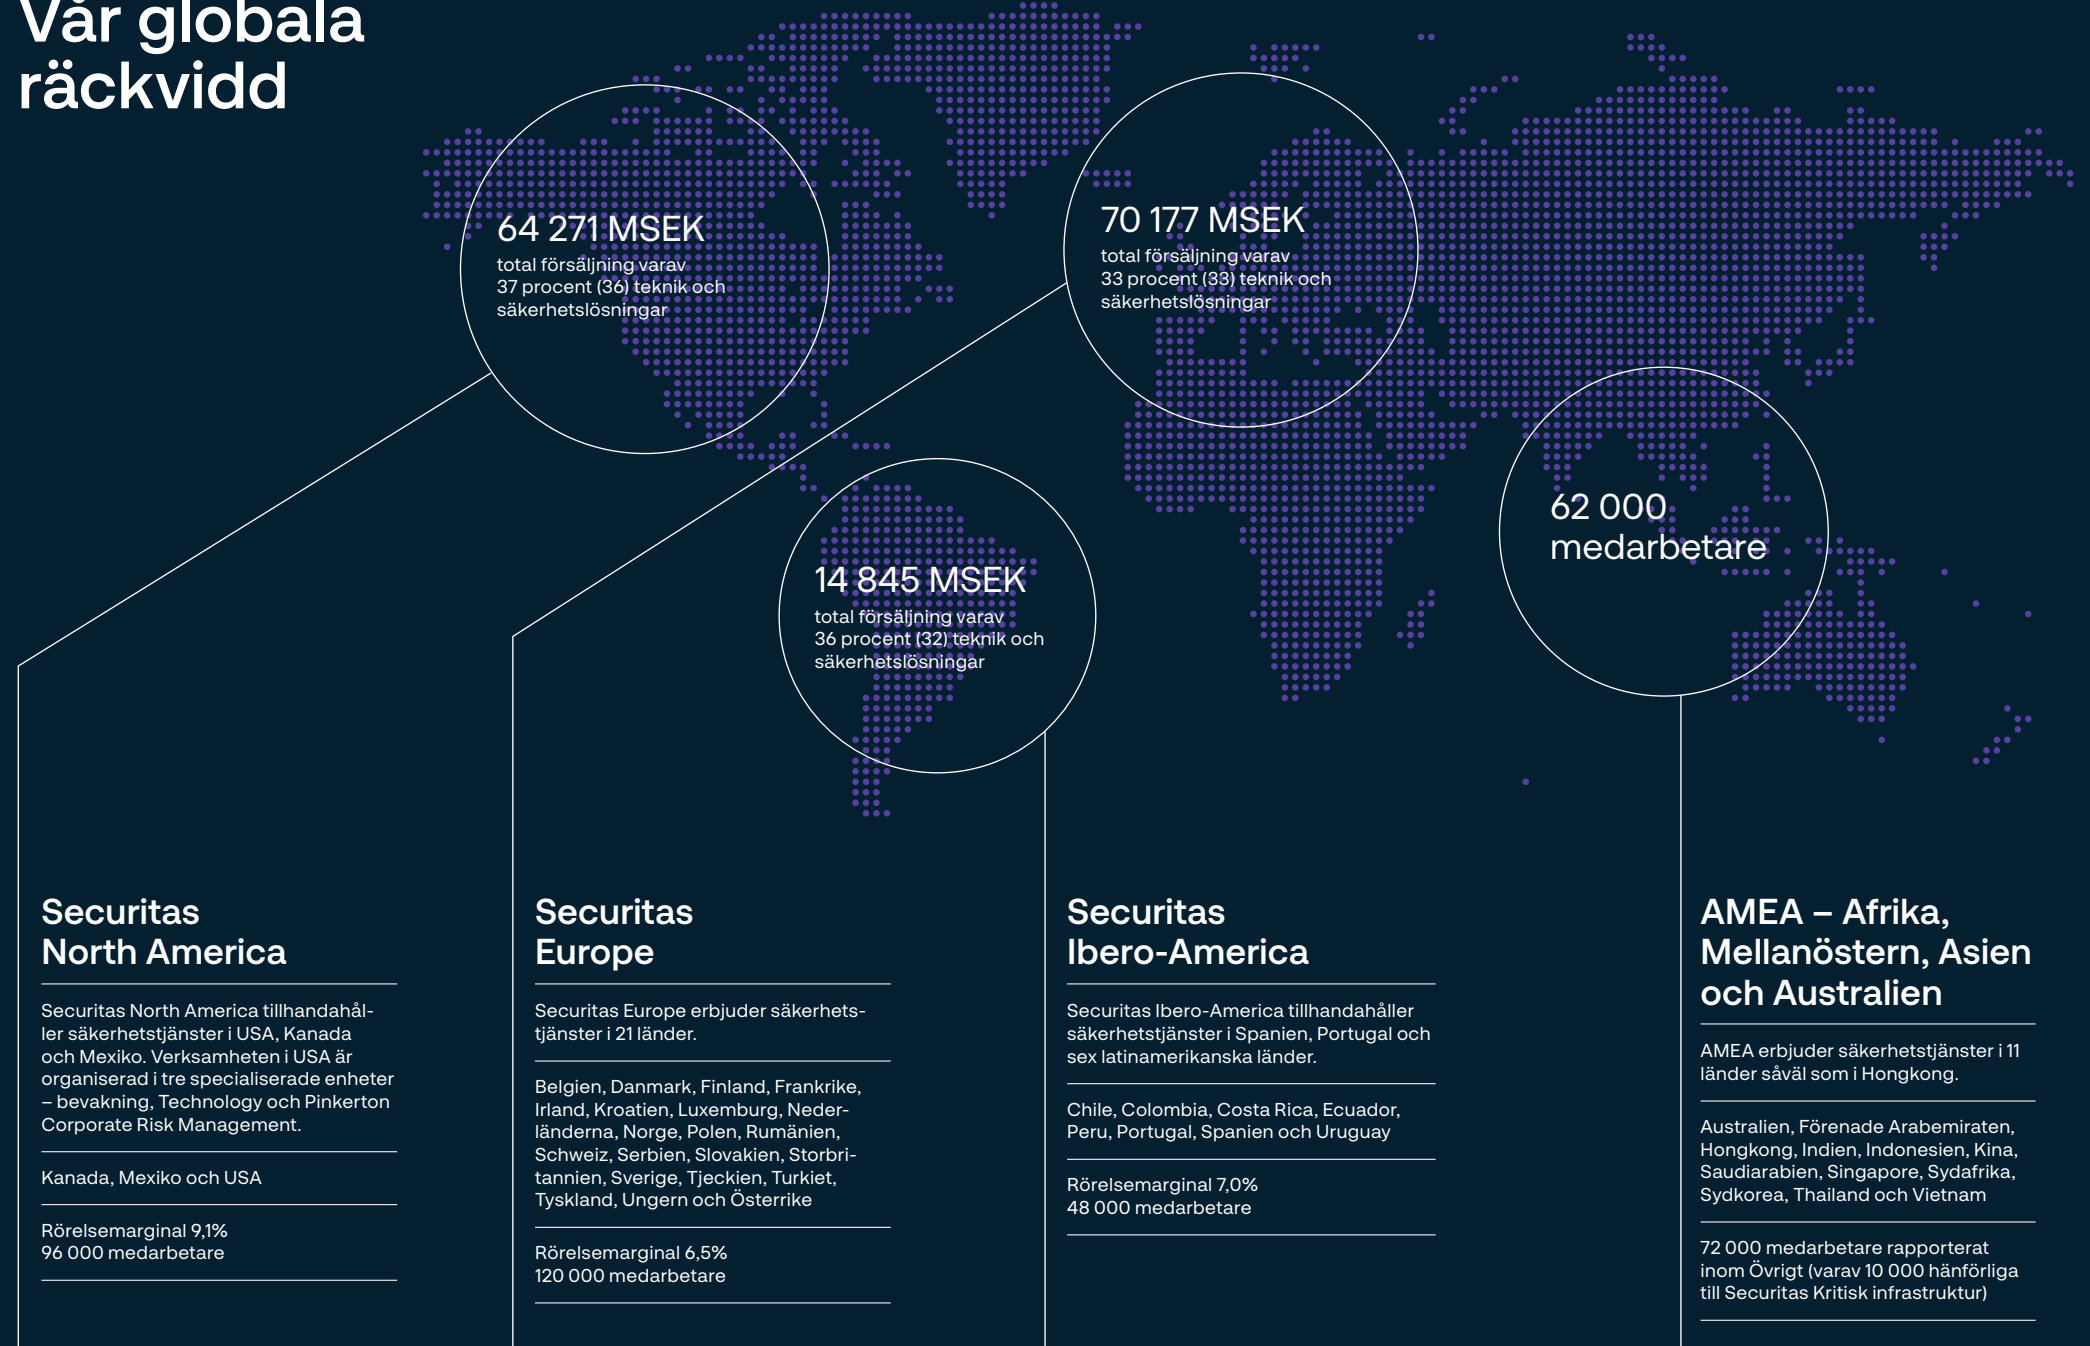 Vår globala
räckvidd
64 271 MSEK
total försäljning varav
37 procent (36) teknik och
säkerhetslösningar
70 177 MSEK
total försäljning varav
33 procent (33) teknik och
säkerhetslösningar
14 845 MSEK
total försäljning varav
36 procent (32) teknik och
säkerhetslösningar
62 000
medarbetare
Securitas
North America
Securitas North America tillhandahål-
ler säkerhetstjänster i USA, Kanada
och Mexiko. Verksamheten i USA är
organiserad i tre specialiserade enheter
– bevakning, Technology och Pinkerton
Corporate Risk Management.
Kanada, Mexiko och USA
Rörelsemarginal 9,1%
96 000 medarbetare
Securitas
Europe
Securitas Europe erbjuder säkerhets-
tjänster i 21 länder.
Belgien, Danmark, Finland, Frankrike,
Irland, Kroatien, Luxemburg, Neder-
länderna, Norge, Polen, Rumänien,
Schweiz, Serbien, Slovakien, Storbri-
tannien, Sverige, Tjeckien, Turkiet,
Tyskland, Ungern och Österrike
Rörelsemarginal 6,5%
120 000 medarbetare
Securitas
Ibero-America
Securitas Ibero-America tillhandahåller
säkerhetstjänster i Spanien, Portugal och
sex latinamerikanska länder.
Chile, Colombia, Costa Rica, Ecuador,
Peru, Portugal, Spanien och Uruguay
Rörelsemarginal 7,0%
48 000 medarbetare
AMEA – Afrika,
Mellanöstern, Asien
och Australien
AMEA erbjuder säkerhetstjänster i 11
länder såväl som i Hongkong.
Australien, Förenade Arabemiraten,
Hongkong, Indien, Indonesien, Kina,
Saudiarabien, Singapore, Sydafrika,
Sydkorea, Thailand och Vietnam
72 000 medarbetare rapporterat
inom Övrigt (varav 10 000 hänförliga
till Securitas Kritisk infrastruktur)